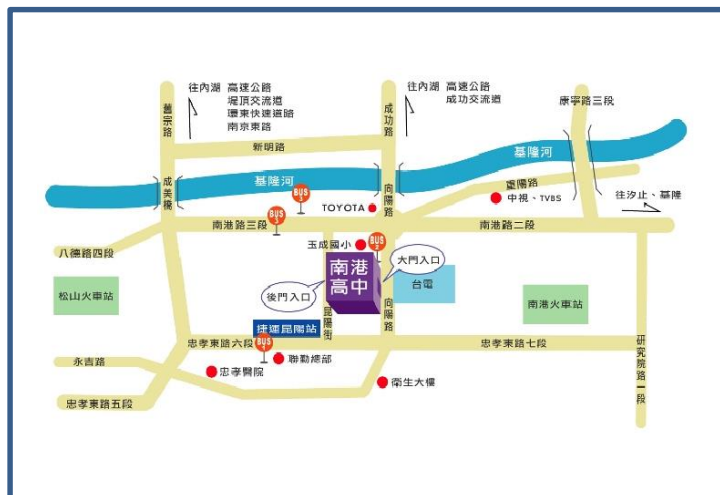 往內湖 高速公路
堤頂交流道
環東快速道路
南京東路
往內湖 高速公路
成功交流道
康寧路三段
舊宗路
成功路
新明路
基隆河
基隆河
成美橋
向陽路
重陽路
中視、TVBS
往汐止、基隆
BUS
3
TOYOTA
BUS
3
南港路三段
南港路二段
玉成國小
BUS
2
大門入口
八德路四段
南港
高中
台電
後門入口
松山火車站
南港火車站
昆陽街
向陽路
捷運昆陽站
忠孝東路六段
BUS
1
忠孝東路七段
研究院路一段
永吉路
聯勤總部
忠孝醫院
衛生大樓
忠孝東路五段